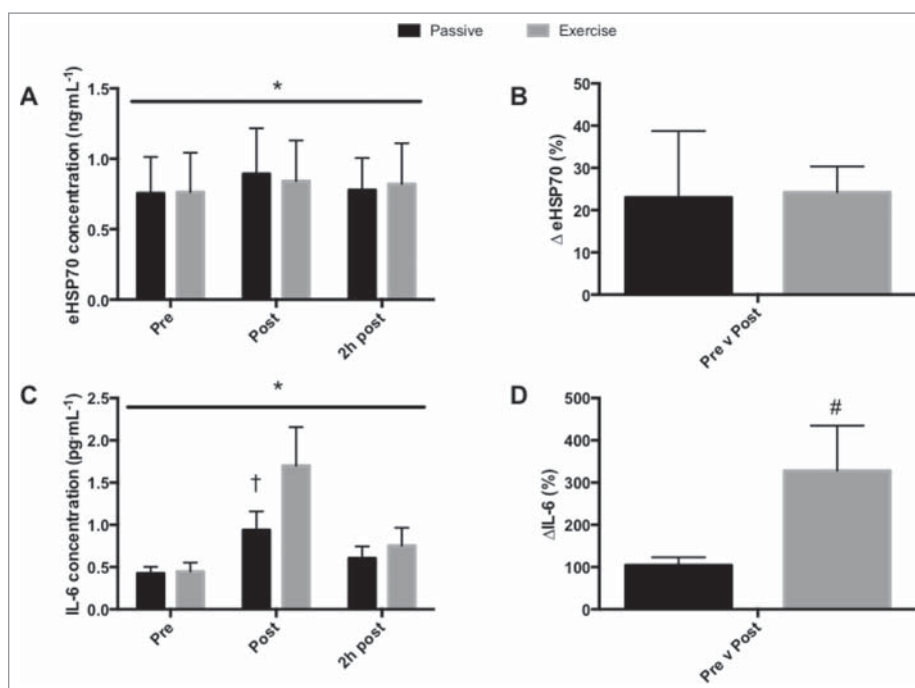 Passive Exercise
A
eHSP70 concentration (ng·mL⁻¹)
1.5
1.0
0.5
0.0
*
Pre Post 2h post
B
Δ eHSP70 (%)
50
40
30
20
10
0
Pre v Post
C
IL-6 concentration (pg·mL⁻¹)
2.5
2.0
1.5
1.0
0.5
0.0
*
†
Pre Post 2h post
D
ΔIL-6 (%)
500
400
300
200
100
0
#
Pre v Post